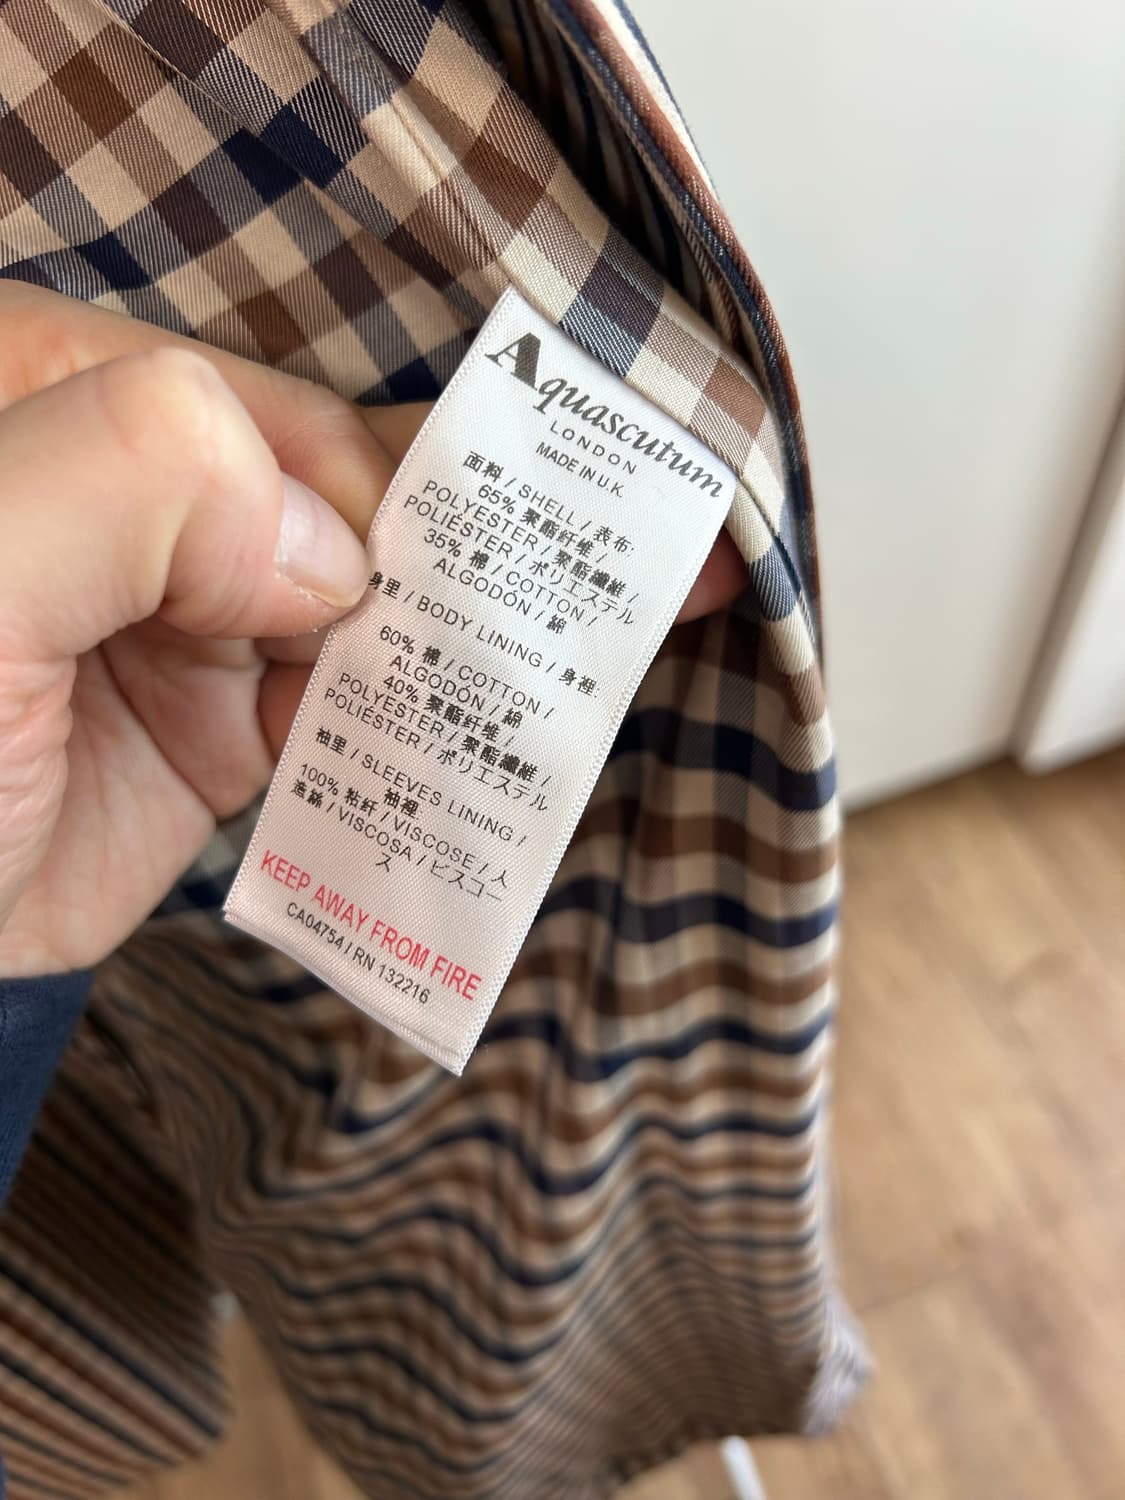 Aquascutum
LONDON
MADE IN U.K.
面料 / SHELL / 表布.
65% 聚酯纤维 /
POLYESTER / 聚酯纖維 /
POLIÉSTER / ポリエステル
35% 棉 / COTTON /
ALGODÓN / 綿
身里 / BODY LINING / 身裡
60% 棉 / COTTON /
ALGODÓN / 綿
40% 聚酯纤维 /
POLYESTER / 聚酯纖維 /
POLIÉSTER / ポリエステル
袖里 / SLEEVES LINING /
袖裡
100% 粘纤 / VISCOSE / 人
造絲 / VISCOSA / ビスコー
ス
KEEP AWAY FROM FIRE
CA04754 / RN 132216